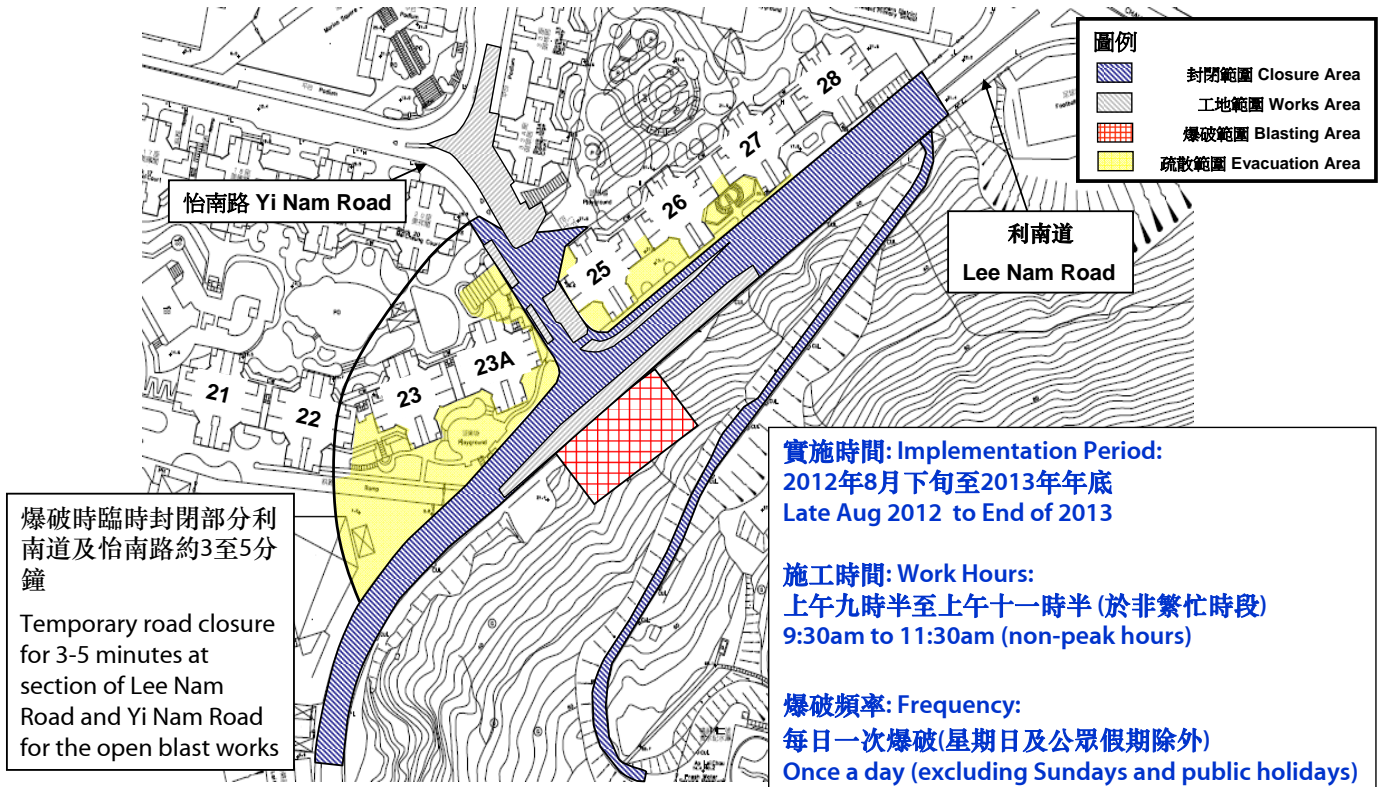 圖例
封閉範圍 Closure Area
工地範圍 Works Area
爆破範圍 Blasting Area
疏散範圍 Evacuation Area
怡南路 Yi Nam Road
利南道
Lee Nam Road
28
27
26
25
23A
23
22
21
Podium
Playground
Playground
爆破時臨時封閉部分利
南道及怡南路約3至5分
鐘
Temporary road closure
for 3-5 minutes at
section of Lee Nam
Road and Yi Nam Road
for the open blast works
實施時間: Implementation Period:
2012年8月下旬至2013年年底
Late Aug 2012 to End of 2013
施工時間: Work Hours:
上午九時半至上午十一時半 (於非繁忙時段)
9:30am to 11:30am (non-peak hours)
爆破頻率: Frequency:
每日一次爆破(星期日及公眾假期除外)
Once a day (excluding Sundays and public holidays)